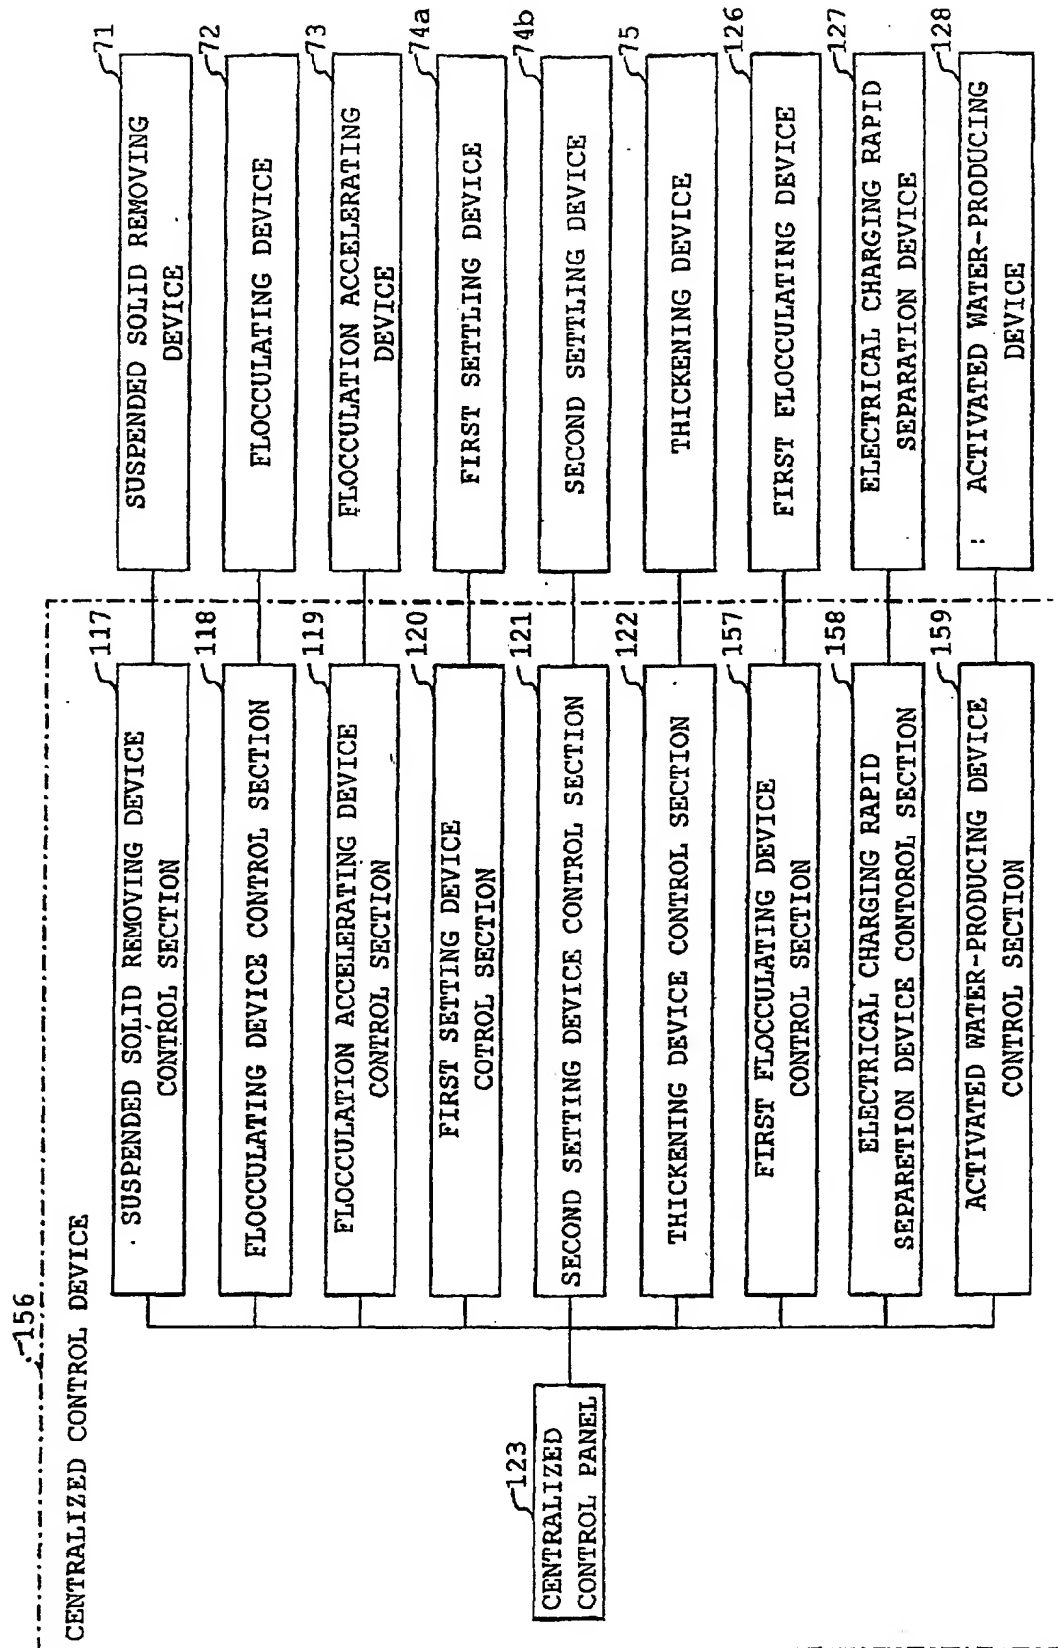 156
CENTRALIZED CONTROL DEVICE
123
CENTRALIZED
CONTROL PANEL
117
SUSPENDED SOLID REMOVING DEVICE
CONTROL SECTION
118
FLOCCULATING DEVICE CONTROL SECTION
119
FLOCCULATION ACCELERATING DEVICE
CONTROL SECTION
120
FIRST SETTING DEVICE
COTROL SECTION
121
SECOND SETTING DEVICE CONTROL SECTION
122
THICKENING DEVICE CONTROL SECTION
157
FIRST FLOCCULATING DEVICE
CONTROL SECTION
158
ELECTRICAL CHARGING RAPID
SEPARETION DEVICE CONTOROL SECTION
159
ACTIVATED WATER-PRODUCING DEVICE
CONTROL SECTION
71
SUSPENDED SOLID REMOVING
DEVICE
72
FLOCCULATING DEVICE
73
FLOCCULATION ACCELERATING
DEVICE
74a
FIRST SETTLING DEVICE
74b
SECOND SETTLING DEVICE
75
THICKENING DEVICE
126
FIRST FLOCCULATING DEVICE
127
ELECTRICAL CHARGING RAPID
SEPARATION DEVICE
128
ACTIVATED WATER-PRODUCING
DEVICE